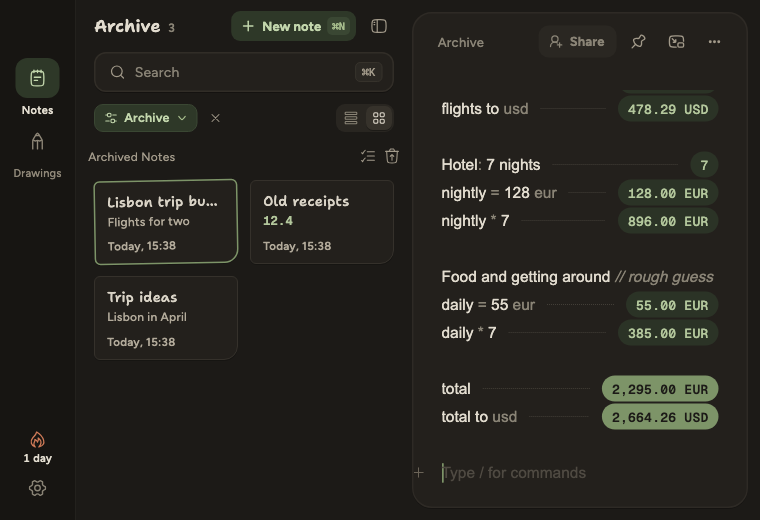 Notes
Drawings
1 day
Archive 3
+ New note ⌘N
Search ⌘K
Archive
Archived Notes
Lisbon trip bu...
Flights for two
Today, 15:38
Old receipts
12.4
Today, 15:38
Trip ideas
Lisbon in April
Today, 15:38
Archive
Share
flights to usd 478.29 USD
Hotel: 7 nights 7
nightly = 128 eur 128.00 EUR
nightly * 7 896.00 EUR
Food and getting around // rough guess
daily = 55 eur 55.00 EUR
daily * 7 385.00 EUR
total 2,295.00 EUR
total to usd 2,664.26 USD
Type / for commands